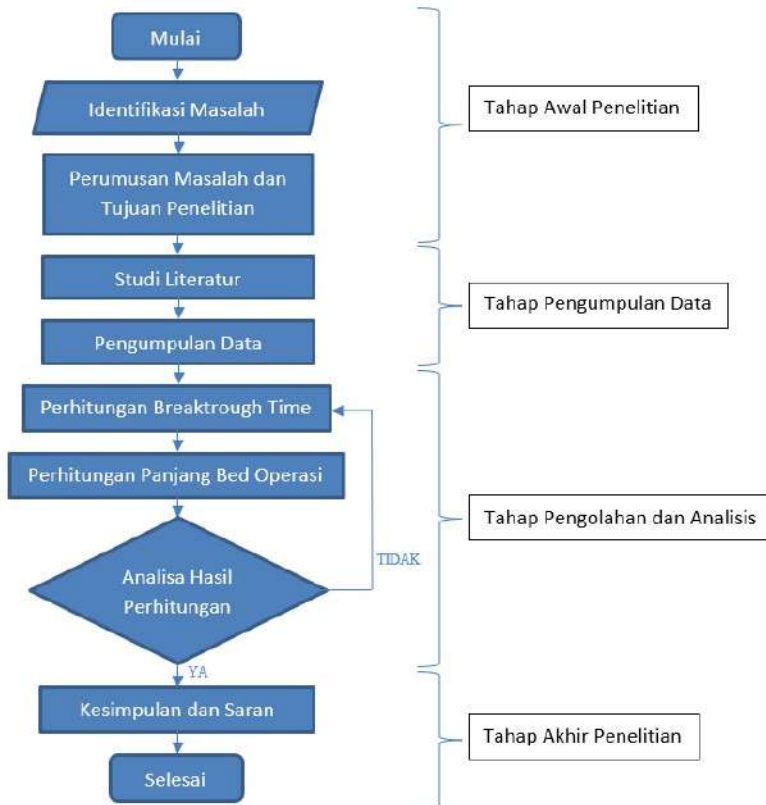 Mulai
Identifikasi Masalah
Perumusan Masalah dan
Tujuan Penelitian
Tahap Awal Penelitian
Studi Literatur
Pengumpulan Data
Tahap Pengumpulan Data
Perhitungan Breaktrough Time
Perhitungan Panjang Bed Operasi
Analisa Hasil
Perhitungan
TIDAK
YA
Tahap Pengolahan dan Analisis
Kesimpulan dan Saran
Selesai
Tahap Akhir Penelitian